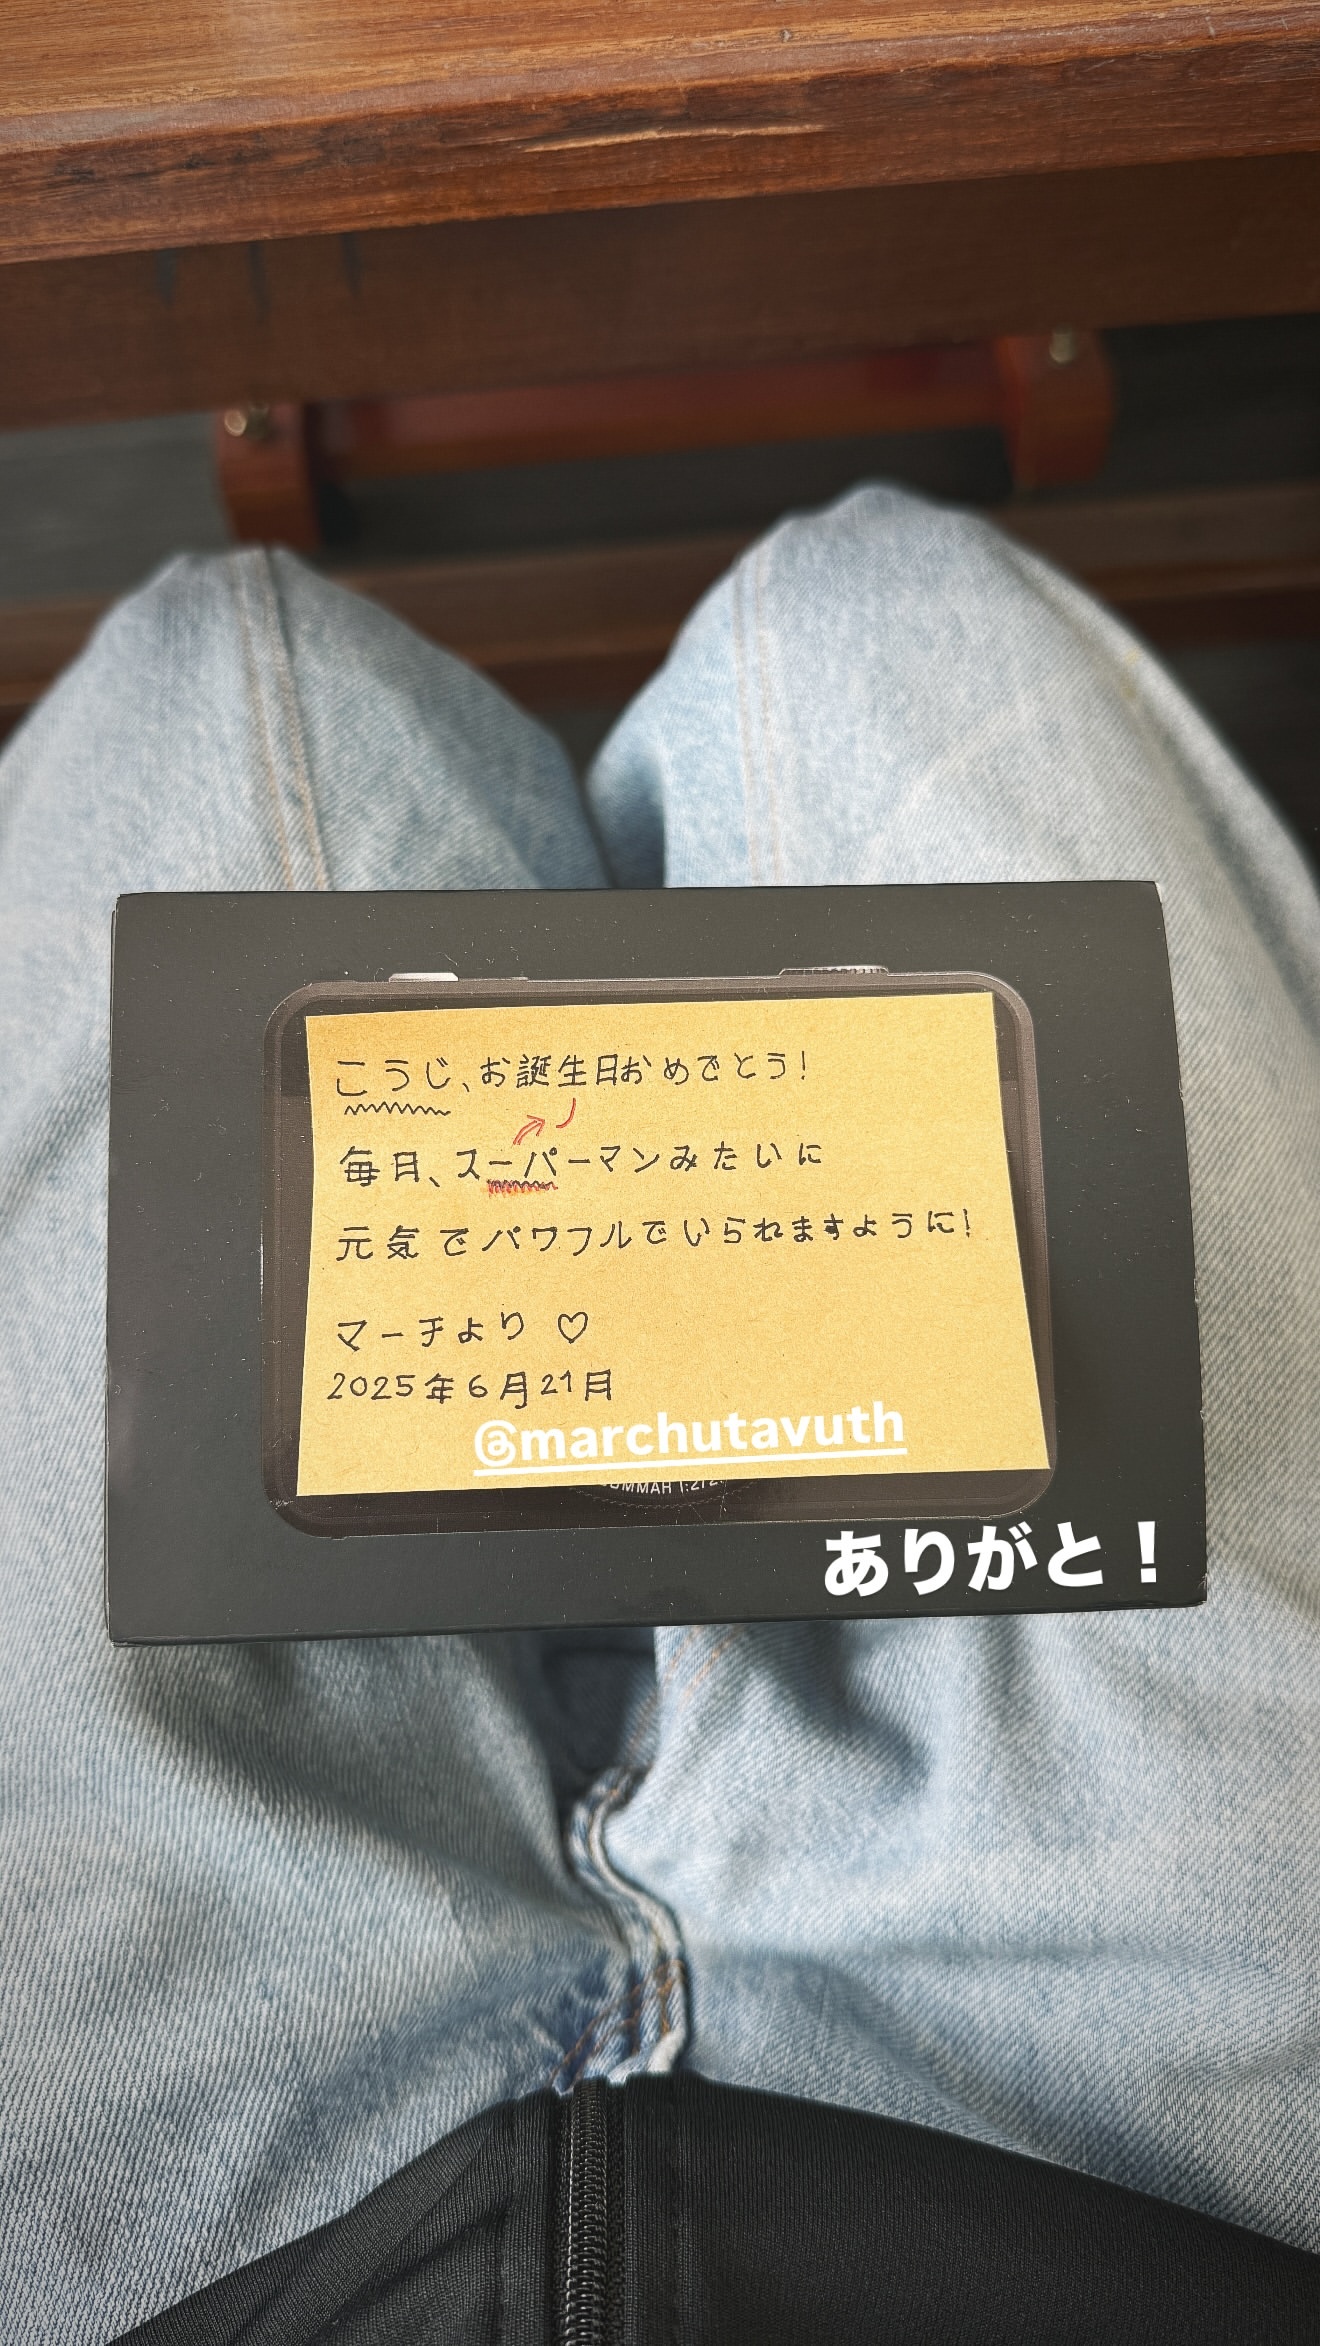 こうじ、お誕生日おめでとう!
毎日、スーパーマンみたいに
元気でパワフルでいられますように!
マーチより ♡
2025年6月21月
@marchutavuth
ありがと!